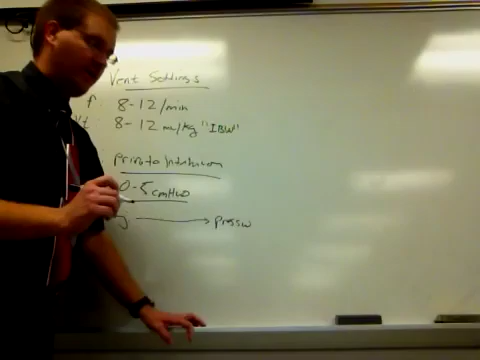 Vent Settings
f 8-12/min
Vt 8-12 mL/kg "IBW"
Prior to Intubation
0-5 cmH2O
→ pressure